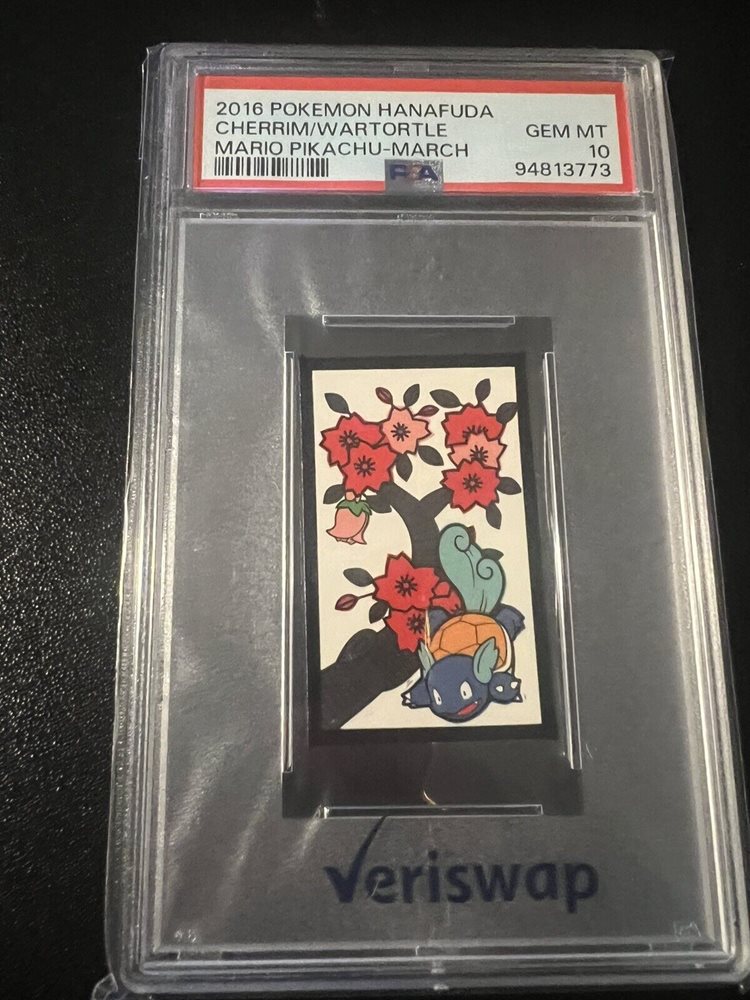 2016 POKEMON HANAFUDA
CHERRIM/WARTORTLE GEM MT
MARIO PIKACHU-MARCH 10
PSA 94813773
Veriswap